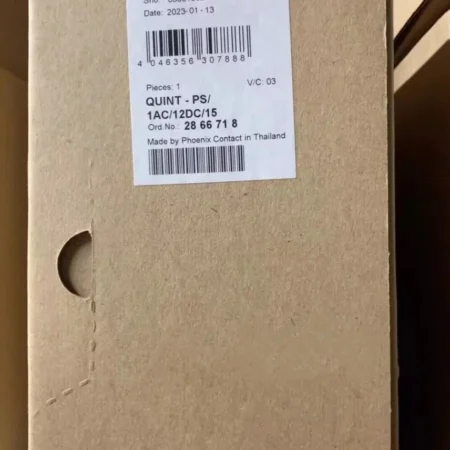 Date: 2023-01-13
4 046356 307888
Pieces: 1 V/C: 03
QUINT - PS/
1AC/12DC/15
Ord.No.: 28 66 71 8
Made by Phoenix Contact in Thailand